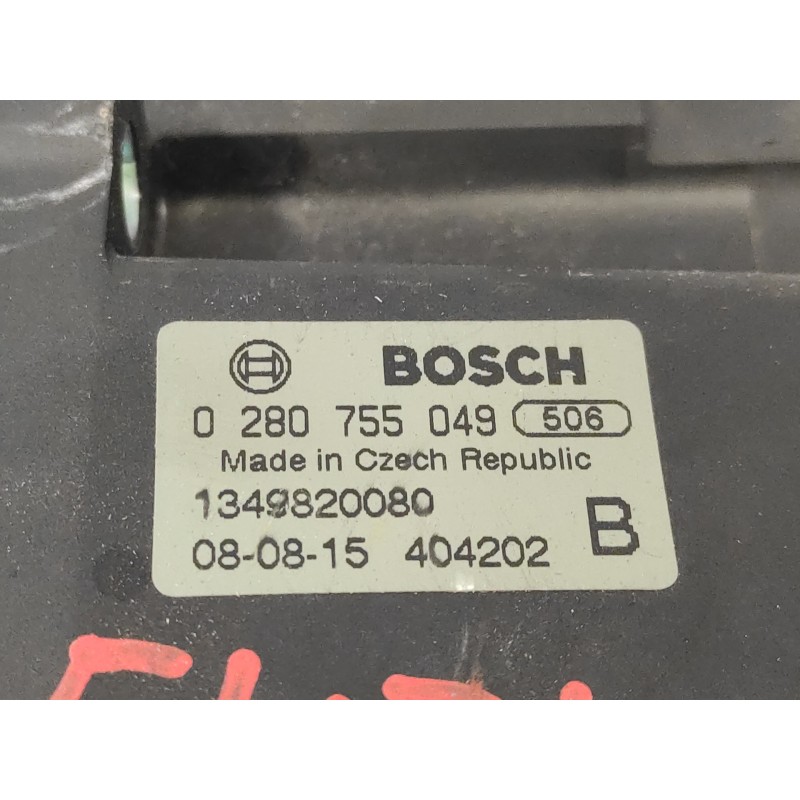 BOSCH
0 280 755 049 506
Made in Czech Republic
1349820080
08-08-15 404202 B